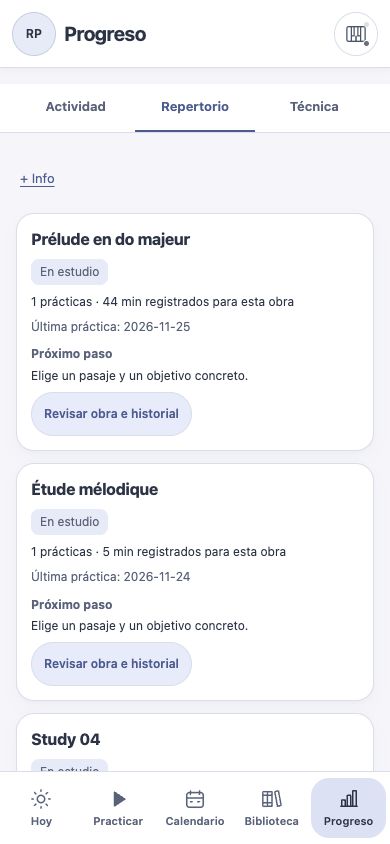 RP Progreso
Actividad Repertorio Técnica
+ Info
Prélude en do majeur
En estudio
1 prácticas · 44 min registrados para esta obra
Última práctica: 2026-11-25
Próximo paso
Elige un pasaje y un objetivo concreto.
Revisar obra e historial
Étude mélodique
En estudio
1 prácticas · 5 min registrados para esta obra
Última práctica: 2026-11-24
Próximo paso
Elige un pasaje y un objetivo concreto.
Revisar obra e historial
Study 04
En estudio
Hoy Practicar Calendario Biblioteca Progreso